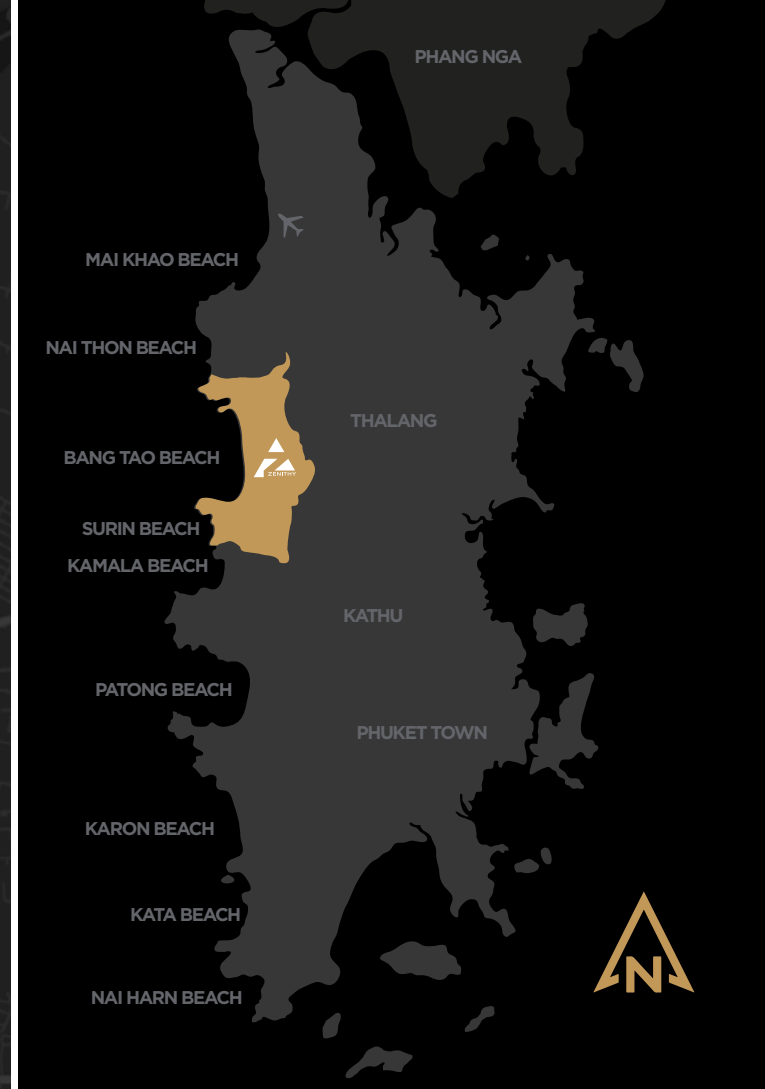 PHANG NGA
MAI KHAO BEACH
NAI THON BEACH
THALANG
BANG TAO BEACH
ZENITHY
SURIN BEACH
KAMALA BEACH
KATHU
PATONG BEACH
PHUKET TOWN
KARON BEACH
KATA BEACH
N
NAI HARN BEACH